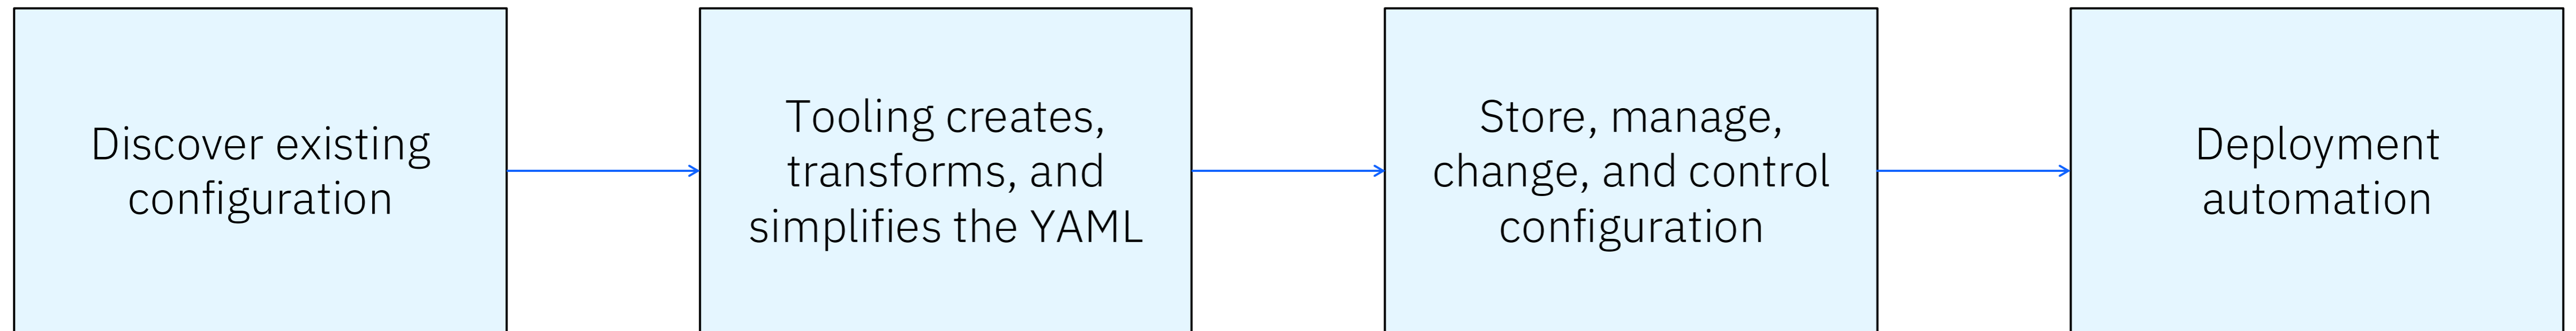 Discover existing
configuration
Tooling creates,
transforms, and
simplifies the YAML
Store, manage,
change, and control
configuration
Deployment
automation